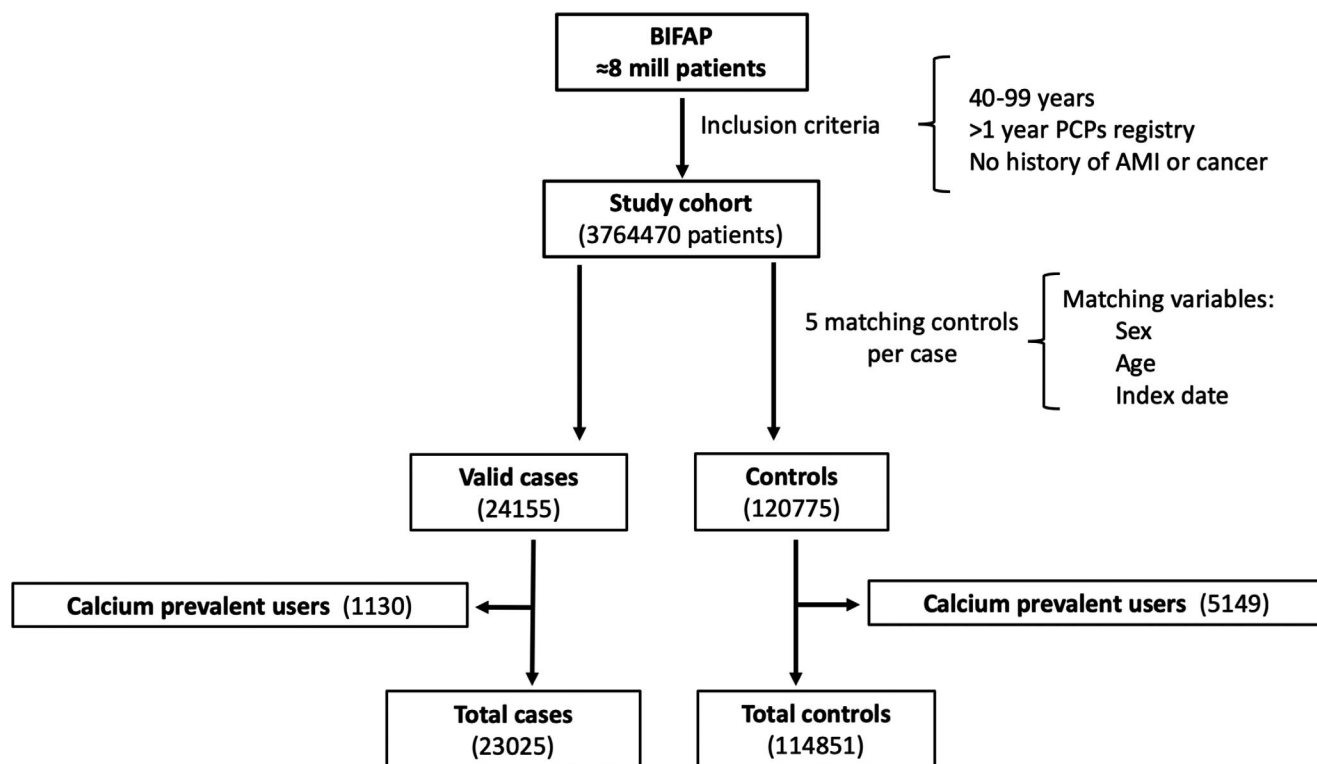 BIFAP
≈8 mill patients
Inclusion criteria
40-99 years
>1 year PCPs registry
No history of AMI or cancer
Study cohort
(3764470 patients)
5 matching controls
per case
Matching variables:
Sex
Age
Index date
Valid cases
(24155)
Controls
(120775)
Calcium prevalent users (1130)
Calcium prevalent users (5149)
Total cases
(23025)
Total controls
(114851)